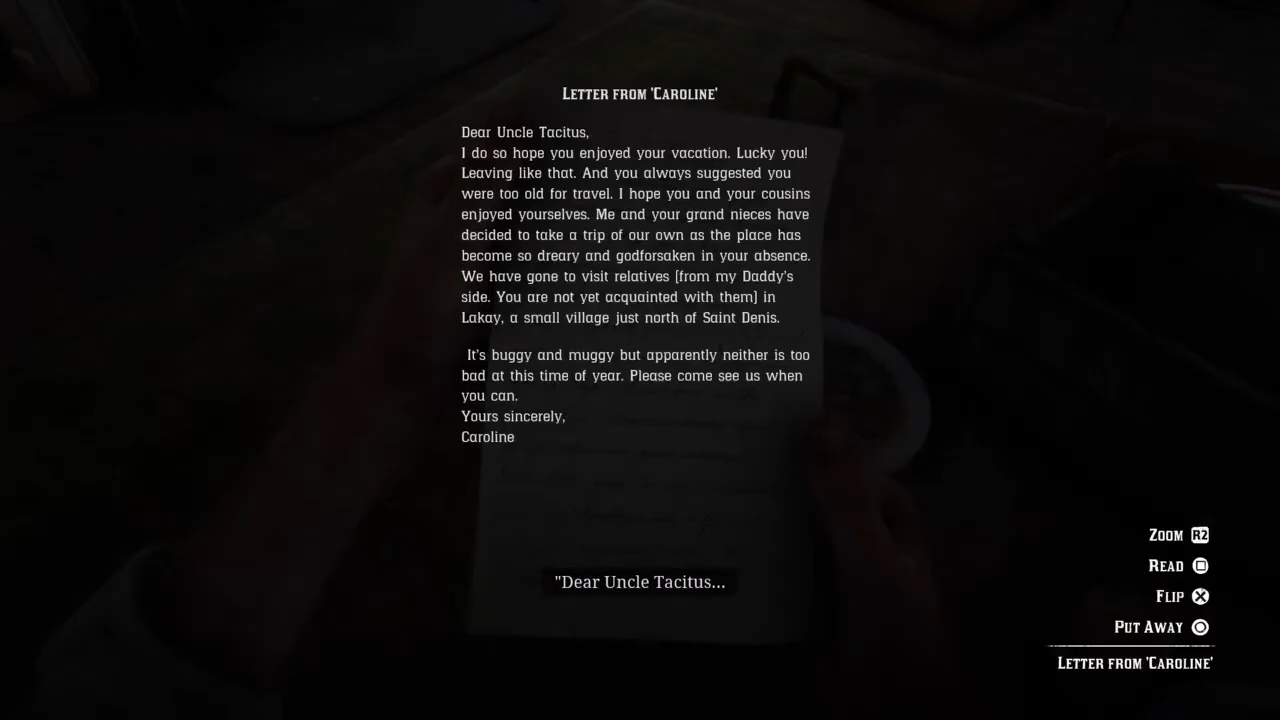 Letter from 'Caroline'
Dear Uncle Tacitus,
I do so hope you enjoyed your vacation. Lucky you!
Leaving like that. And you always suggested you
were too old for travel. I hope you and your cousins
enjoyed yourselves. Me and your grand nieces have
decided to take a trip of our own as the place has
become so dreary and godforsaken in your absence.
We have gone to visit relatives [from my Daddy's
side. You are not yet acquainted with them] in
Lakay, a small village just north of Saint Denis.
It's buggy and muggy but apparently neither is too
bad at this time of year. Please come see us when
you can.
Yours sincerely,
Caroline
"Dear Uncle Tacitus...
Zoom R2
Read
Flip
Put Away
Letter from 'Caroline'